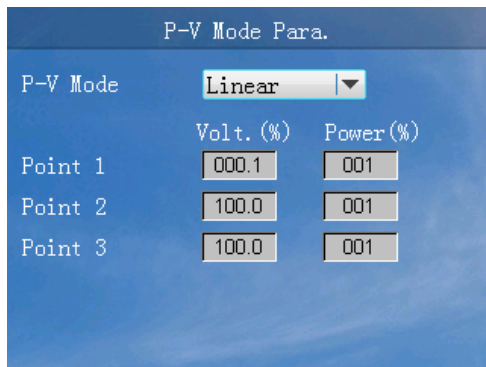 P-V Mode Para.
P-V Mode Linear
Volt.(%) Power(%)
Point 1 000.1 001
Point 2 100.0 001
Point 3 100.0 001